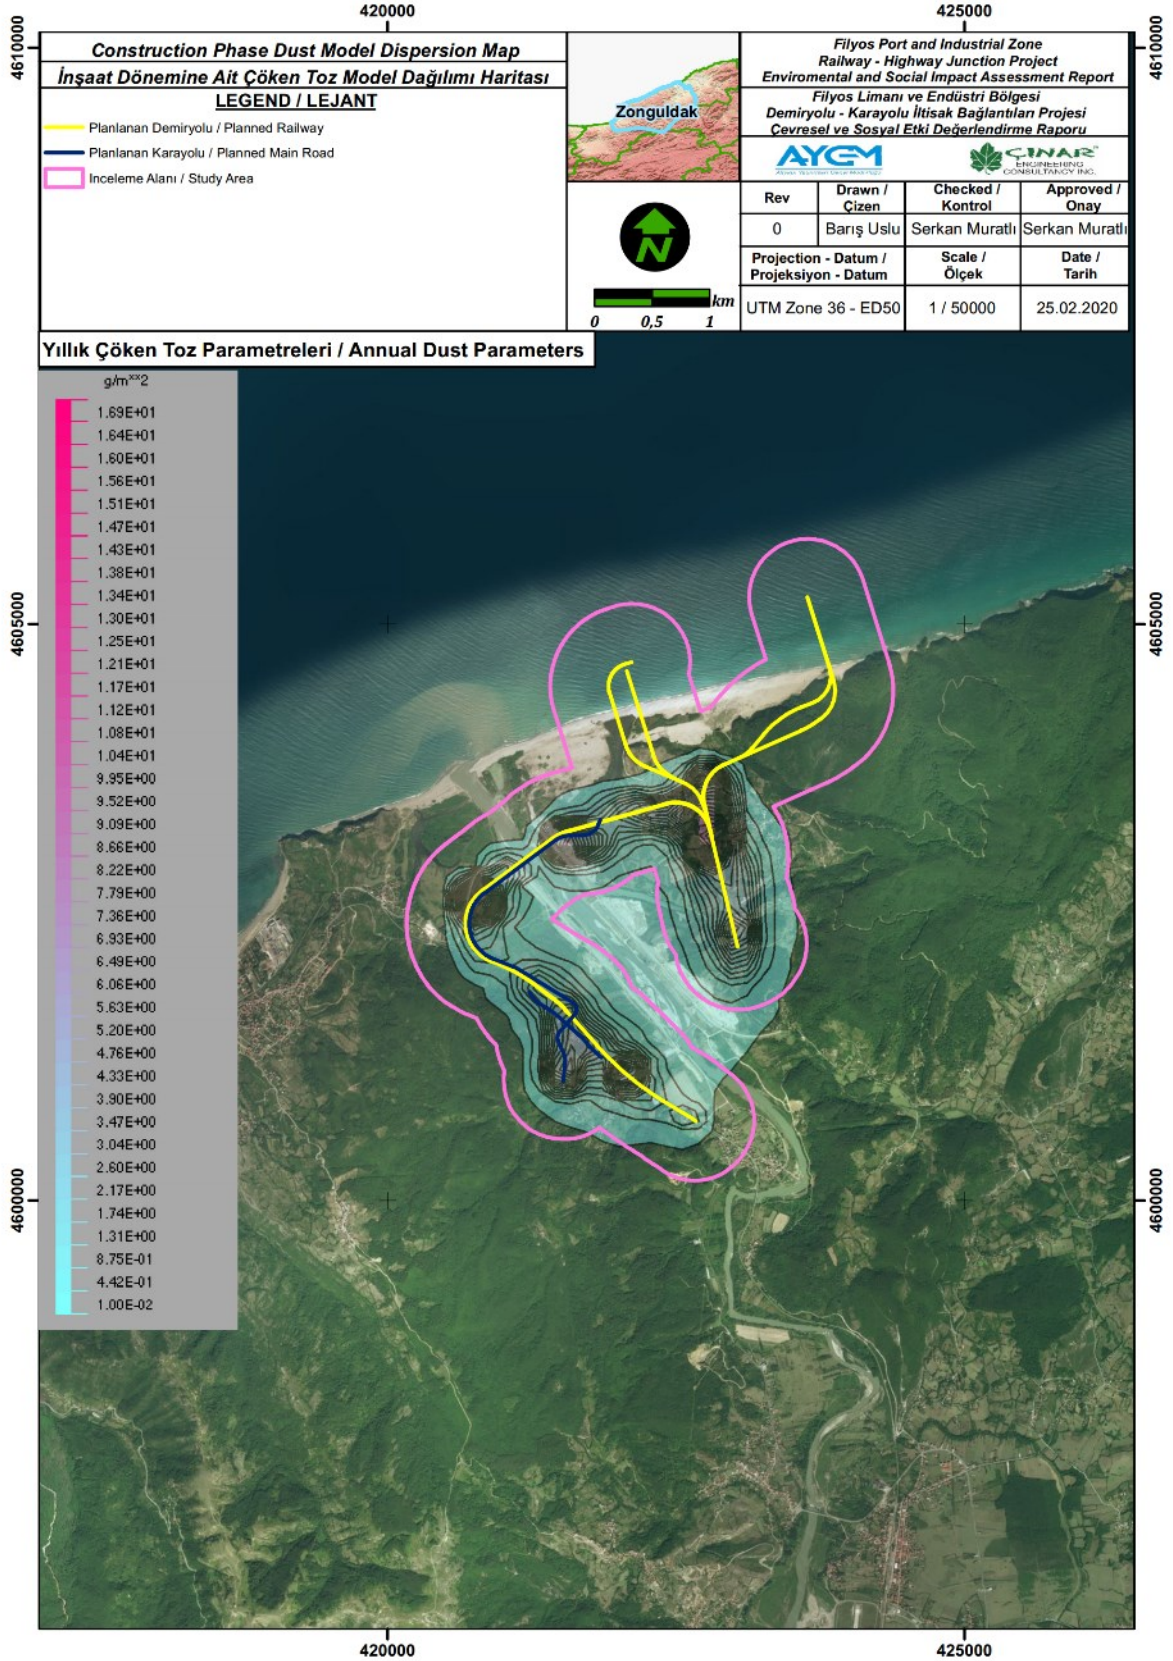 420000
425000
4610000
4610000
Construction Phase Dust Model Dispersion Map
İnşaat Dönemine Ait Çöken Toz Model Dağılımı Haritası
LEGEND / LEJANT
Planlanan Demiryolu / Planned Railway
Planlanan Karayolu / Planned Main Road
İnceleme Alanı / Study Area
Zonguldak
N
km
0 0,5 1
Filyos Port and Industrial Zone
Railway - Highway Junction Project
Enviromental and Social Impact Assessment Report
Filyos Limanı ve Endüstri Bölgesi
Demiryolu - Karayolu İltisak Bağlantıları Projesi
Çevresel ve Sosyal Etki Değerlendirme Raporu
AYGM
ÇINAR
ENGINEERING
CONSULTANCY INC.
Rev
Drawn /
Çizen
Checked /
Kontrol
Approved /
Onay
0
Barış Uslu
Serkan Muratlı
Serkan Muratlı
Projection - Datum /
Projeksiyon - Datum
Scale /
Ölçek
Date /
Tarih
UTM Zone 36 - ED50
1 / 50000
25.02.2020
Yıllık Çöken Toz Parametreleri / Annual Dust Parameters
g/m**2
1.69E+01
1.64E+01
1.60E+01
1.56E+01
1.51E+01
1.47E+01
1.43E+01
1.38E+01
1.34E+01
1.30E+01
1.25E+01
1.21E+01
1.17E+01
1.12E+01
1.08E+01
1.04E+01
9.95E+00
9.52E+00
9.09E+00
8.66E+00
8.22E+00
7.79E+00
7.36E+00
6.93E+00
6.49E+00
6.06E+00
5.63E+00
5.20E+00
4.76E+00
4.33E+00
3.90E+00
3.47E+00
3.04E+00
2.60E+00
2.17E+00
1.74E+00
1.31E+00
8.75E-01
4.42E-01
1.00E-02
4605000
4605000
4600000
4600000
420000
425000